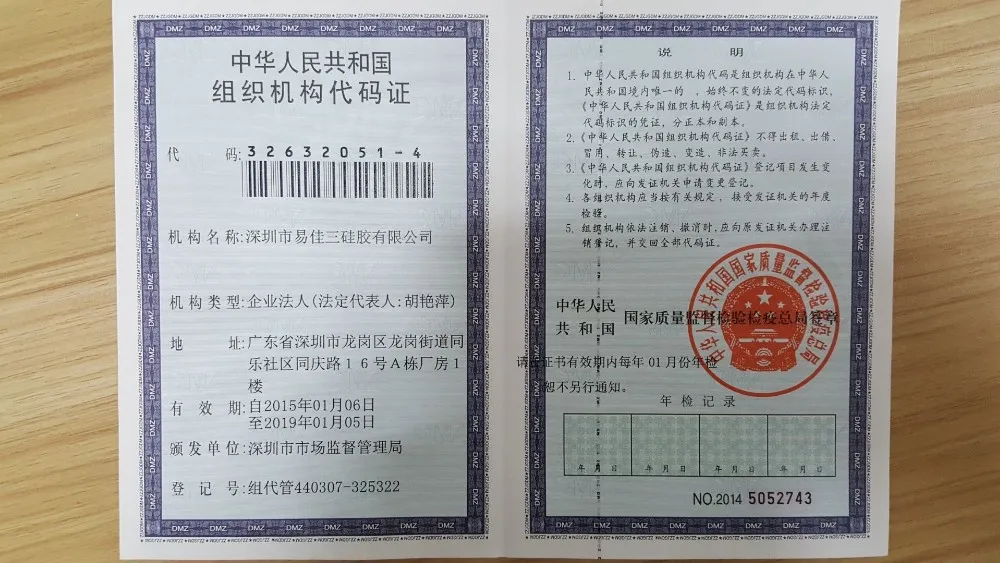 中华人民共和国
组织机构代码证
代 码:32632051-4
机构名称:深圳市易佳三硅胶有限公司
机构类型:企业法人(法定代表人:胡艳萍)
地 址:广东省深圳市龙岗区龙岗街道同
乐社区同庆路16号A栋厂房1
楼
有 效 期:自2015年01月06日
至2019年01月05日
颁发单位:深圳市市场监督管理局
登 记 号:组代管440307-325322
说 明
1. 中华人民共和国组织机构代码是组织机构在中华人
民共和国境内唯一的、始终不变的法定代码标识,
《中华人民共和国组织机构代码证》是组织机构法定
代码标识的凭证,分正本和副本。
2.《中华人民共和国组织机构代码证》不得出租、出借、
冒用、转让、伪造、变造、非法买卖。
3.《中华人民共和国组织机构代码证》登记项目发生变
化时,应向发证机关申请变更登记。
4. 各组织机构应当按有关规定,接受发证机关的年度
检验。
5. 组织机构依法注销、撤消时,应向原发证机关办理注
销登记,并交回全部代码证。
中华人民
共和国 国家质量监督检验检疫总局签章
中华人民共和国国家质量监督检验检疫总局
请在证书有效期内每年01月份年检
恕不另行通知。
年检记录
年 月 日 年 月 日 年 月 日 年 月 日
NO.2014 5052743